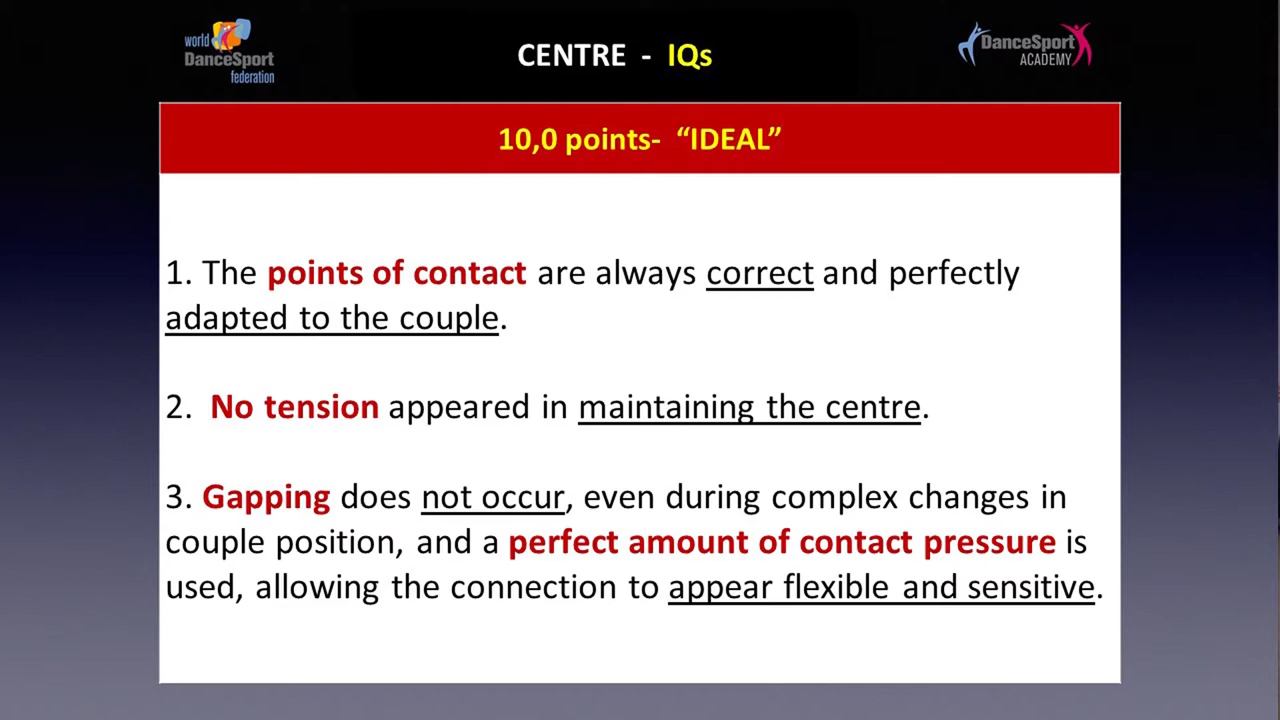 world
DanceSport
federation
CENTRE - IQs
DanceSport
ACADEMY
10,0 points- “IDEAL”
1. The points of contact are always correct and perfectly
adapted to the couple.
2. No tension appeared in maintaining the centre.
3. Gapping does not occur, even during complex changes in
couple position, and a perfect amount of contact pressure is
used, allowing the connection to appear flexible and sensitive.